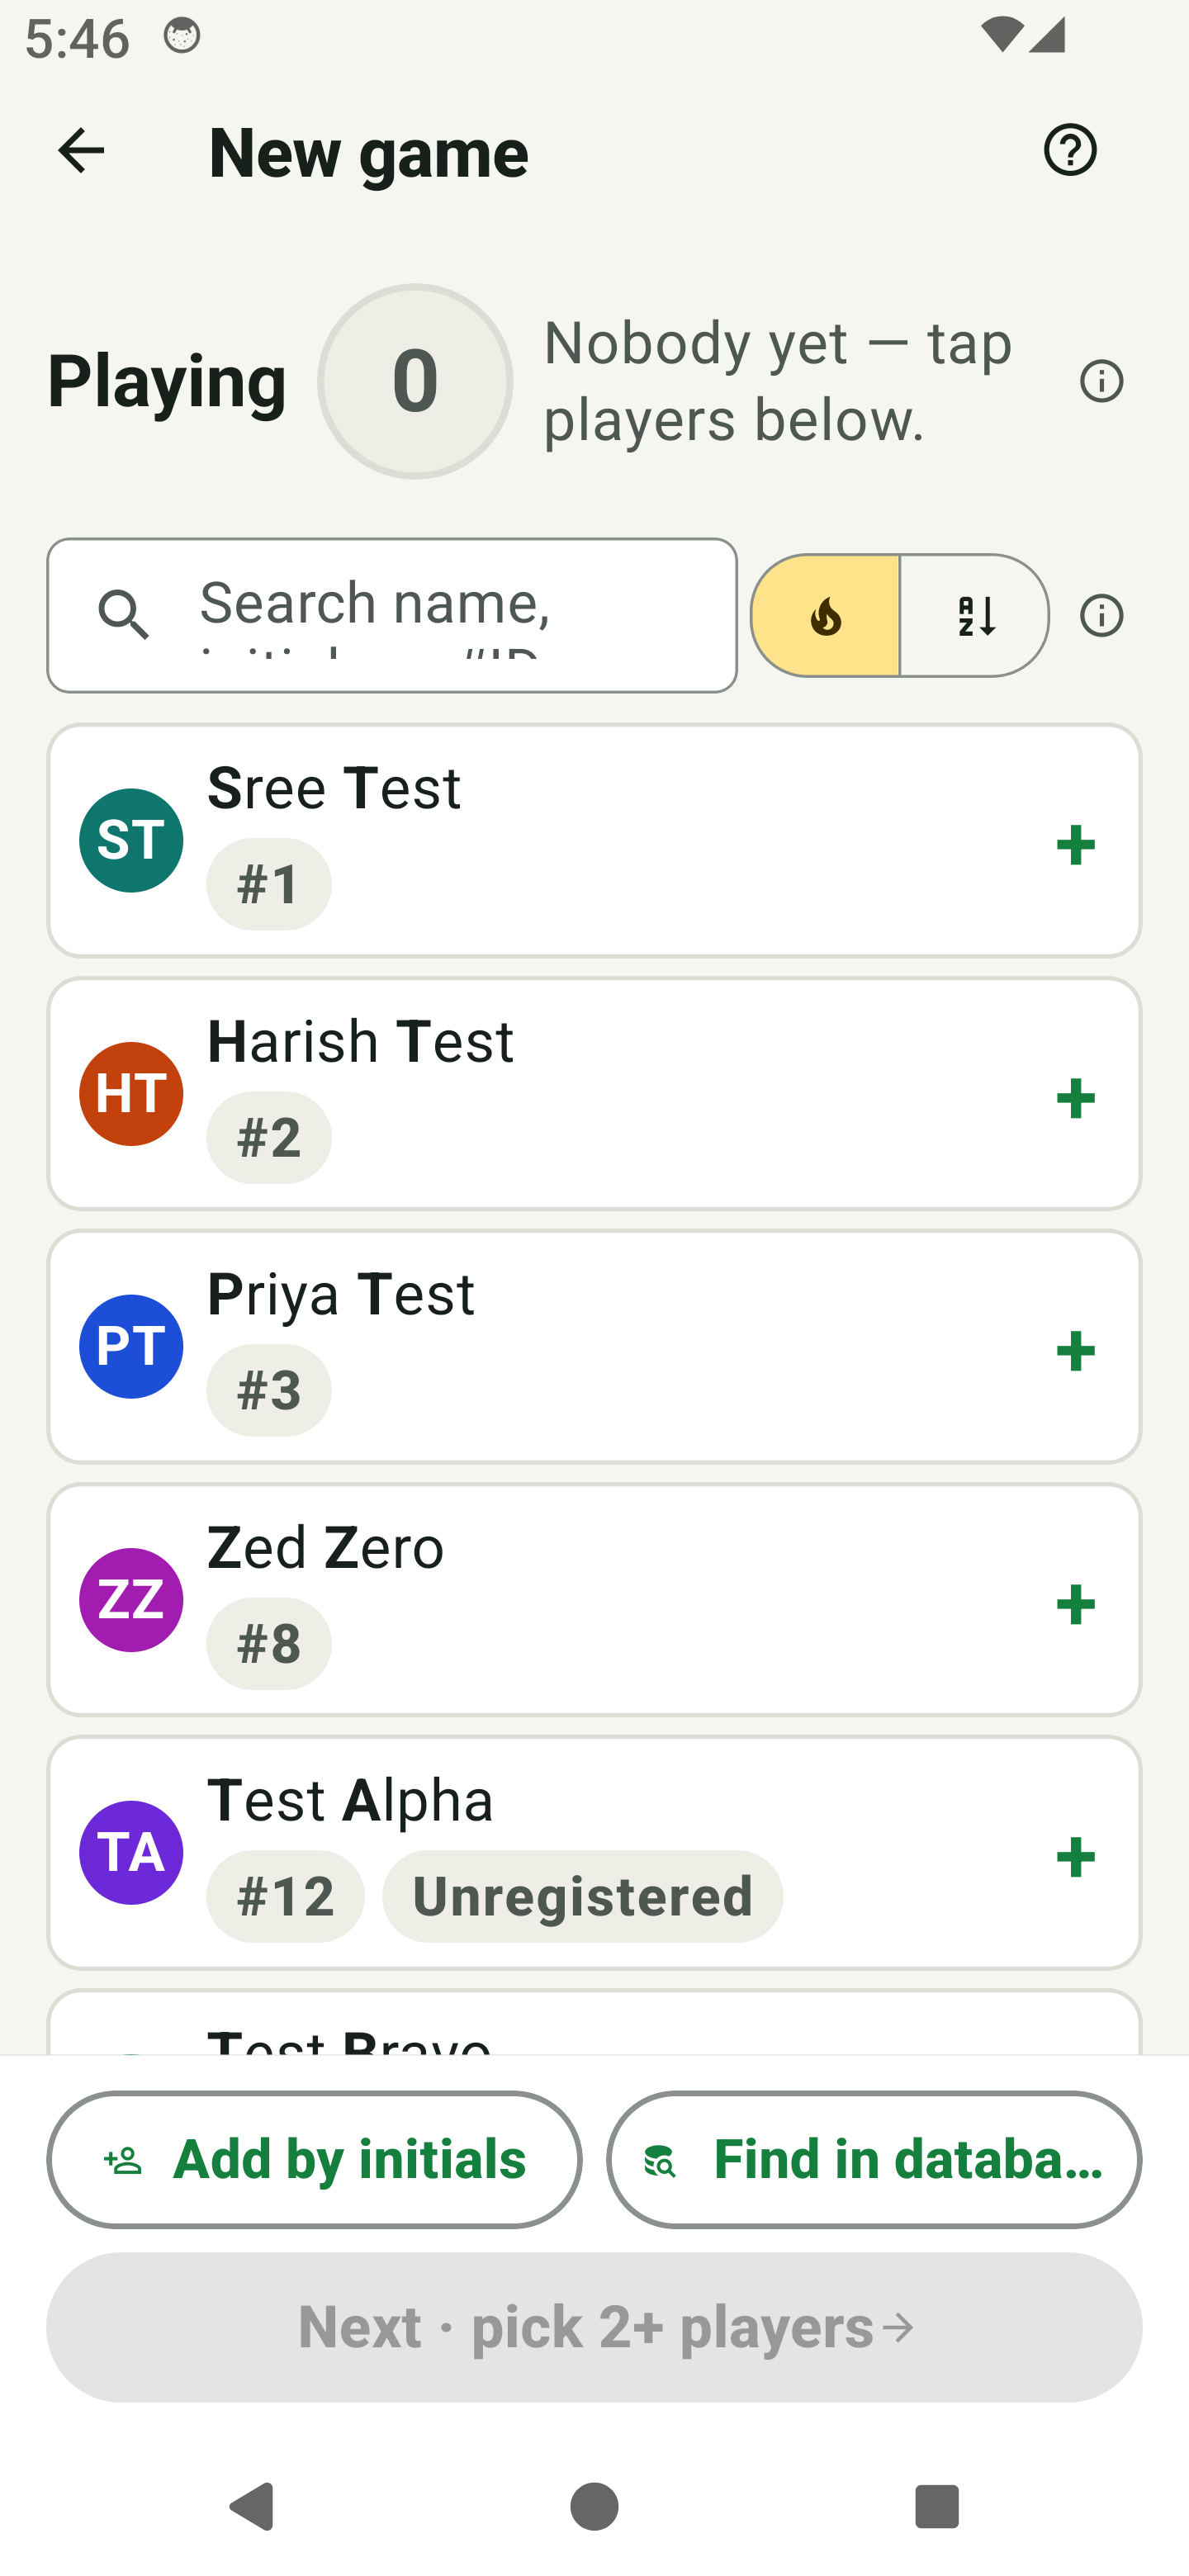 5:46
New game
Playing
0
Nobody yet — tap
players below.
Search name,
A
Z
ST
Sree Test
#1
+
HT
Harish Test
#2
+
PT
Priya Test
#3
+
ZZ
Zed Zero
#8
+
TA
Test Alpha
#12
Unregistered
+
Test Bravo
Add by initials
Find in databa...
Next · pick 2+ players→